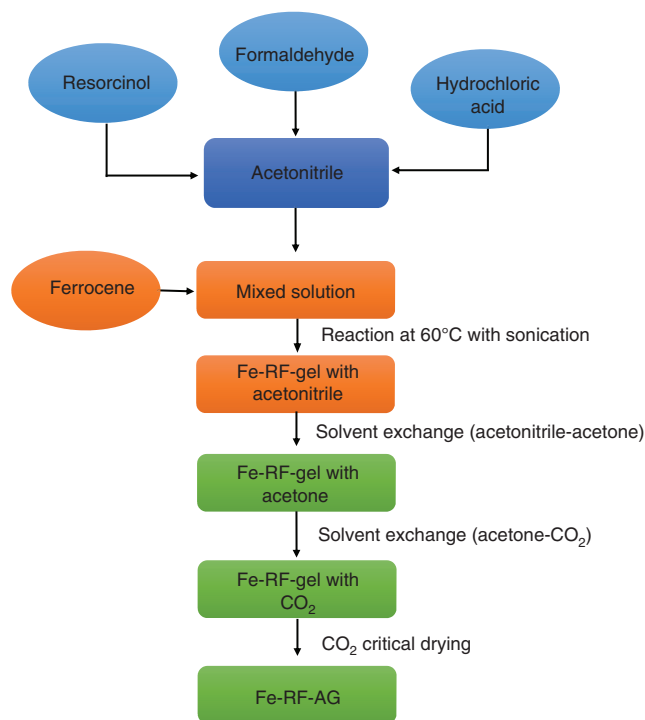 Formaldehyde
Resorcinol
Hydrochloric
acid
Acetonitrile
Ferrocene
Mixed solution
Reaction at 60°C with sonication
Fe-RF-gel with
acetonitrile
Solvent exchange (acetonitrile-acetone)
Fe-RF-gel with
acetone
Solvent exchange (acetone-CO₂)
Fe-RF-gel with
CO₂
CO₂ critical drying
Fe-RF-AG